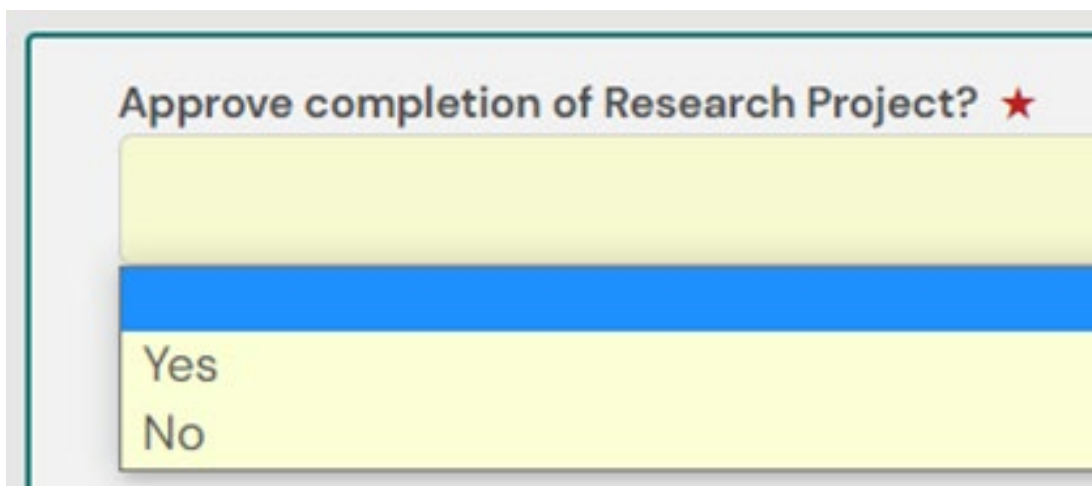 Approve completion of Research Project? ★
Yes
No